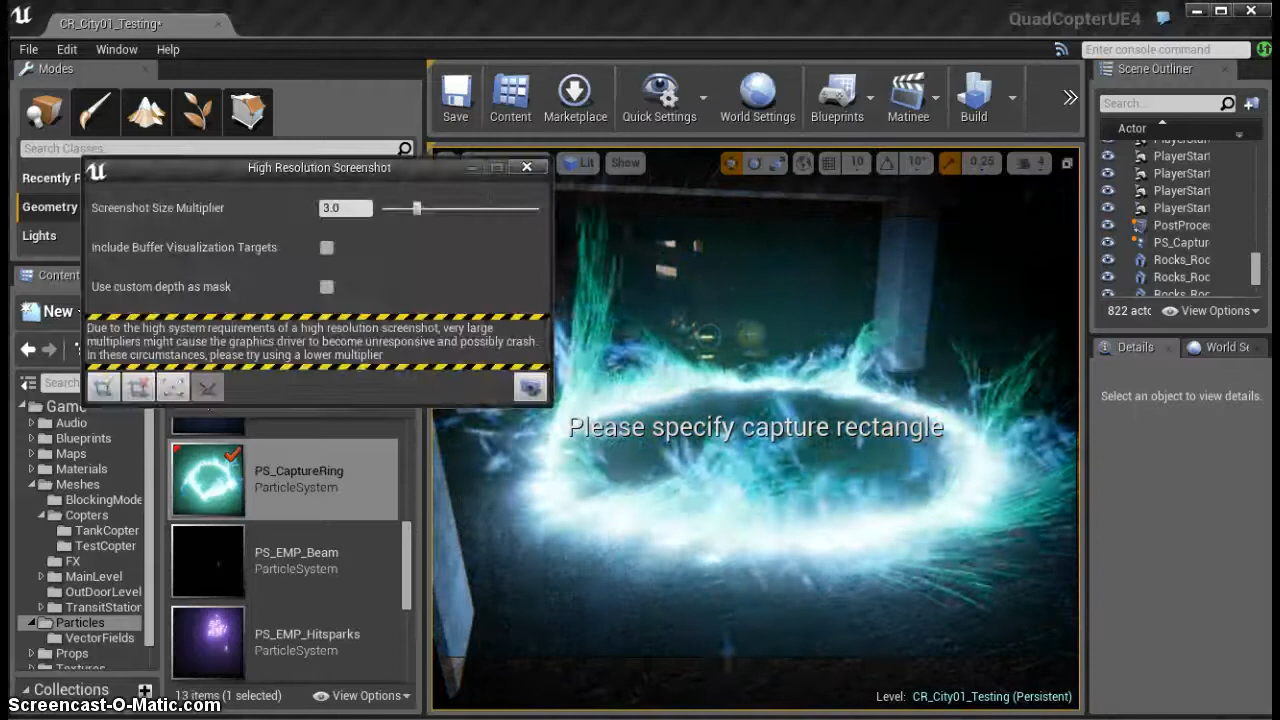 CR_City01_Testing*
QuadCopterUE4
File Edit Window Help
Enter console command
Modes
Save
Content
Marketplace
Quick Settings
World Settings
Blueprints
Matinee
Build
Scene Outliner
Search...
Actor
Search Classes
Recently P
Geometry
Lights
High Resolution Screenshot
Screenshot Size Multiplier
3.0
Include Buffer Visualization Targets
Use custom depth as mask
Due to the high system requirements of a high resolution screenshot, very large
multipliers might cause the graphics driver to become unresponsive and possibly crash.
In these circumstances, please try using a lower multiplier
Lit
Show
10
10°
0.25
4
PlayerStart
PlayerStart
PlayerStart
PlayerStart
PostProce
PS_Captur
Rocks_Roc
Rocks_Roc
Rocks_Roc
822 actc
View Options
Details
World Se
Select an object to view details.
Content
New
Search
Game
Audio
Blueprints
Maps
Materials
Meshes
BlockingMode
Copters
TankCopter
TestCopter
FX
MainLevel
OutDoorLevel
TransitStation
Particles
VectorFields
Props
Textures
Collections
PS_CaptureRing
ParticleSystem
PS_EMP_Beam
ParticleSystem
PS_EMP_Hitsparks
ParticleSystem
13 items (1 selected)
View Options
Please specify capture rectangle
Level: CR_City01_Testing (Persistent)
Screencast-O-Matic.com